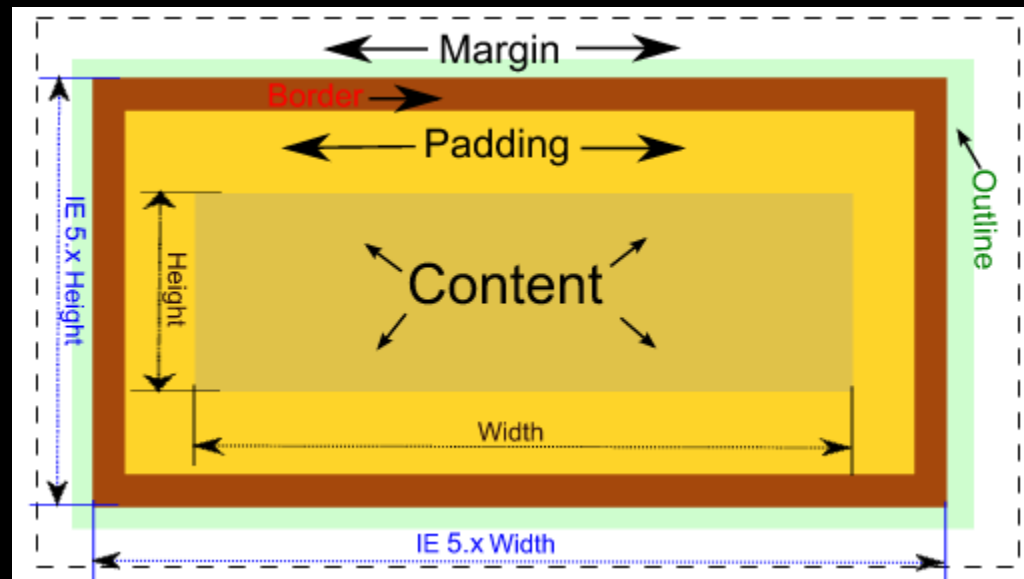 Margin
Border
Padding
Outline
IE 5.x Height
Height
Content
Width
IE 5.x Width